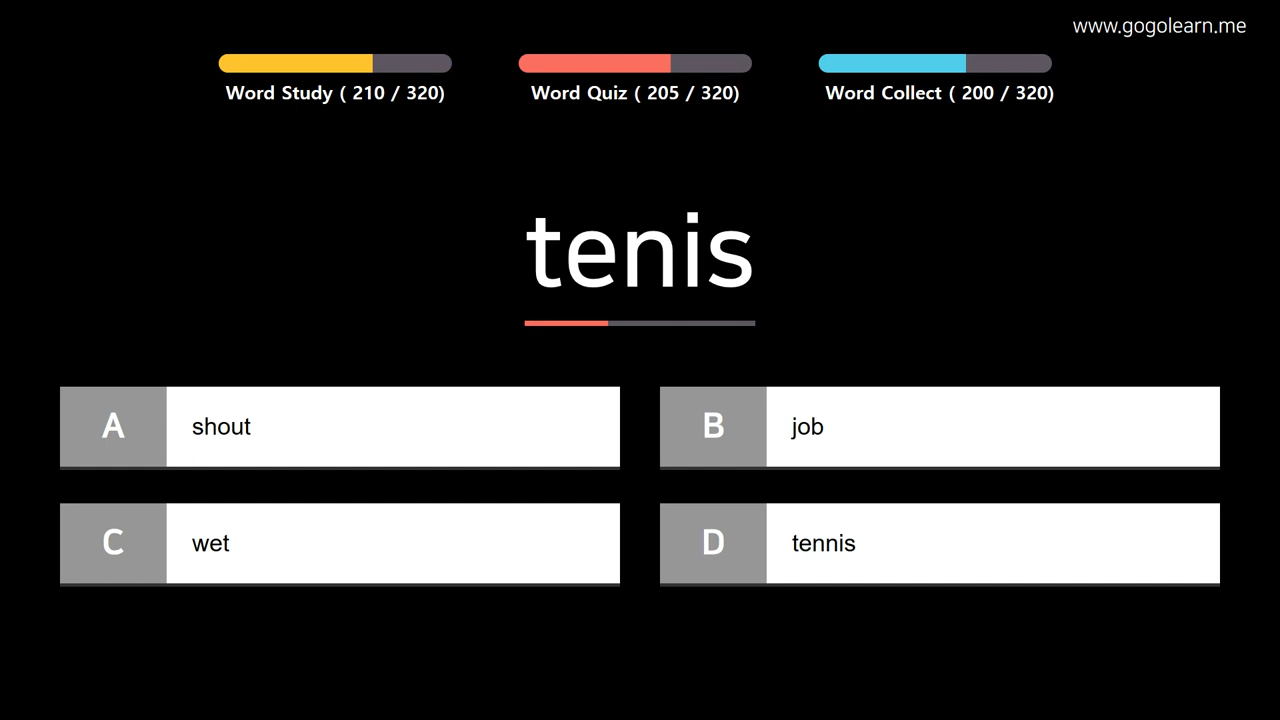 www.gogolearn.me
Word Study ( 210 / 320)
Word Quiz ( 205 / 320)
Word Collect ( 200 / 320)
tenis
A shout
B job
C wet
D tennis